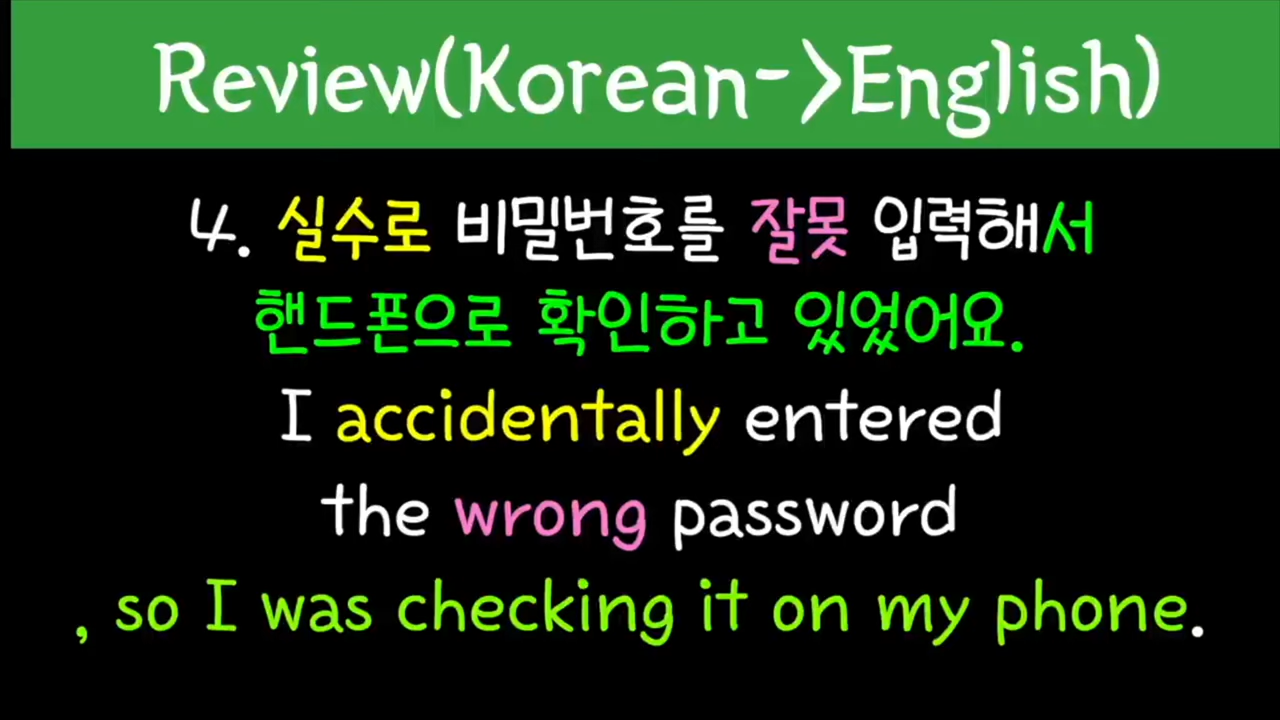 Review(Korean->English)
4. 실수로 비밀번호를 잘못 입력해서
핸드폰으로 확인하고 있었어요.
I accidentally entered
the wrong password
, so I was checking it on my phone.